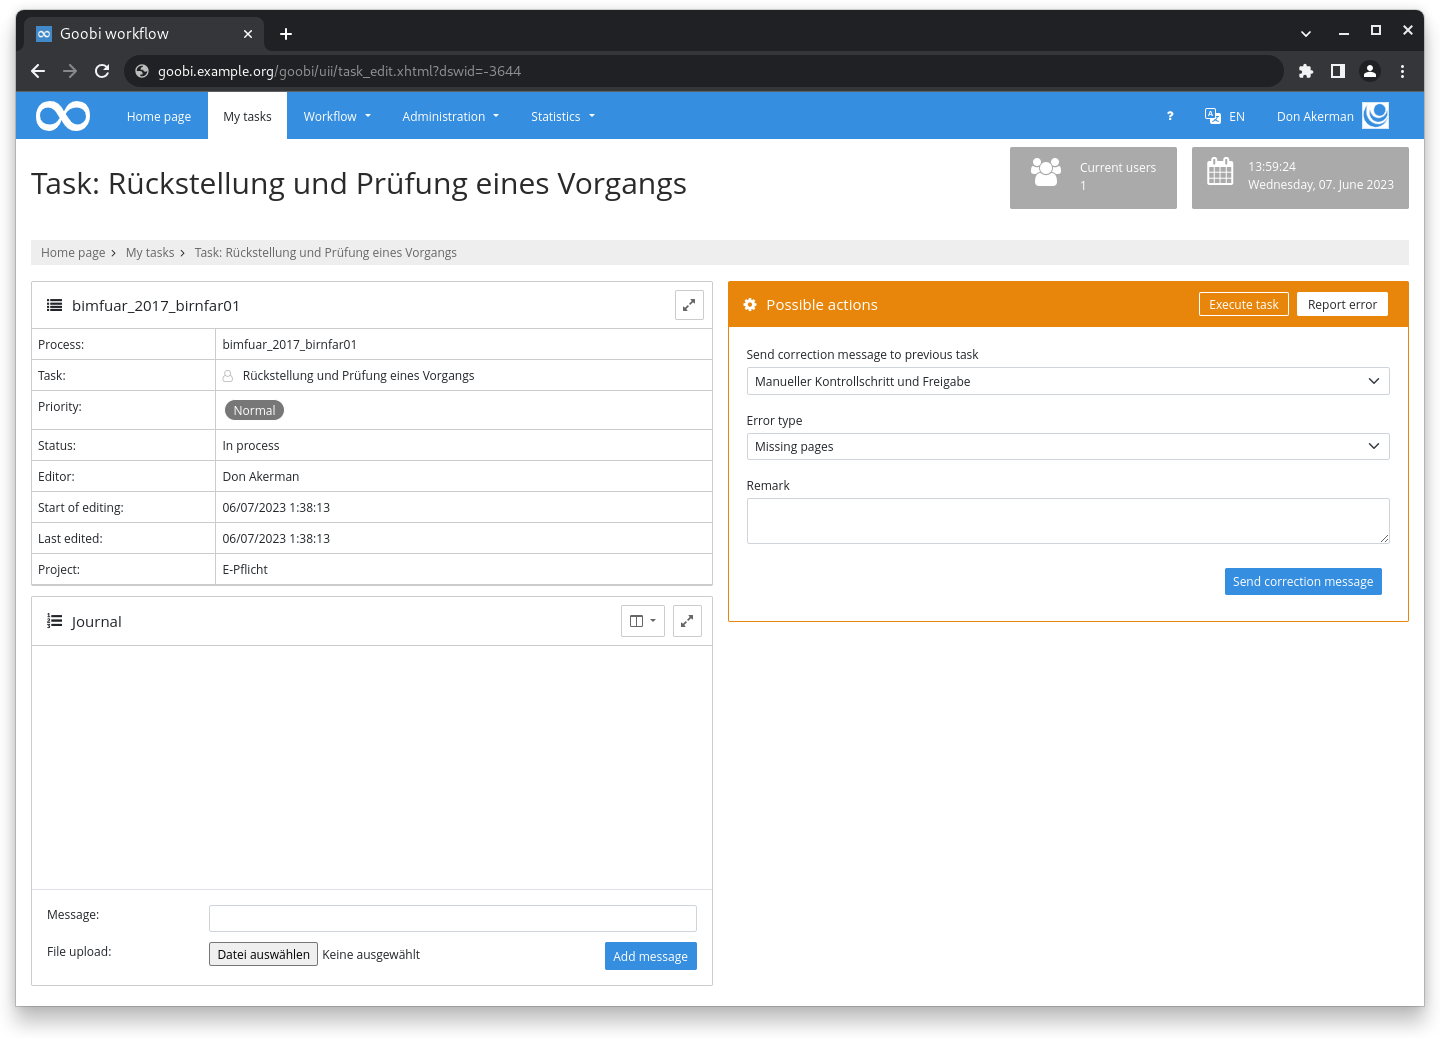 Goobi workflow
goobi.example.org/goobi/uii/task_edit.xhtml?dswid=-3644
Home page My tasks Workflow Administration Statistics ? EN Don Akerman
Task: Rückstellung und Prüfung eines Vorgangs
Current users
1
13:59:24
Wednesday, 07. June 2023
Home page My tasks Task: Rückstellung und Prüfung eines Vorgangs
bimfuar_2017_birnfar01
Process: bimfuar_2017_birnfar01
Task: Rückstellung und Prüfung eines Vorgangs
Priority: Normal
Status: In process
Editor: Don Akerman
Start of editing: 06/07/2023 1:38:13
Last edited: 06/07/2023 1:38:13
Project: E-Pflicht
Journal
Message:
File upload: Datei auswählen Keine ausgewählt Add message
Possible actions Execute task Report error
Send correction message to previous task
Manueller Kontrollschritt und Freigabe
Error type
Missing pages
Remark
Send correction message